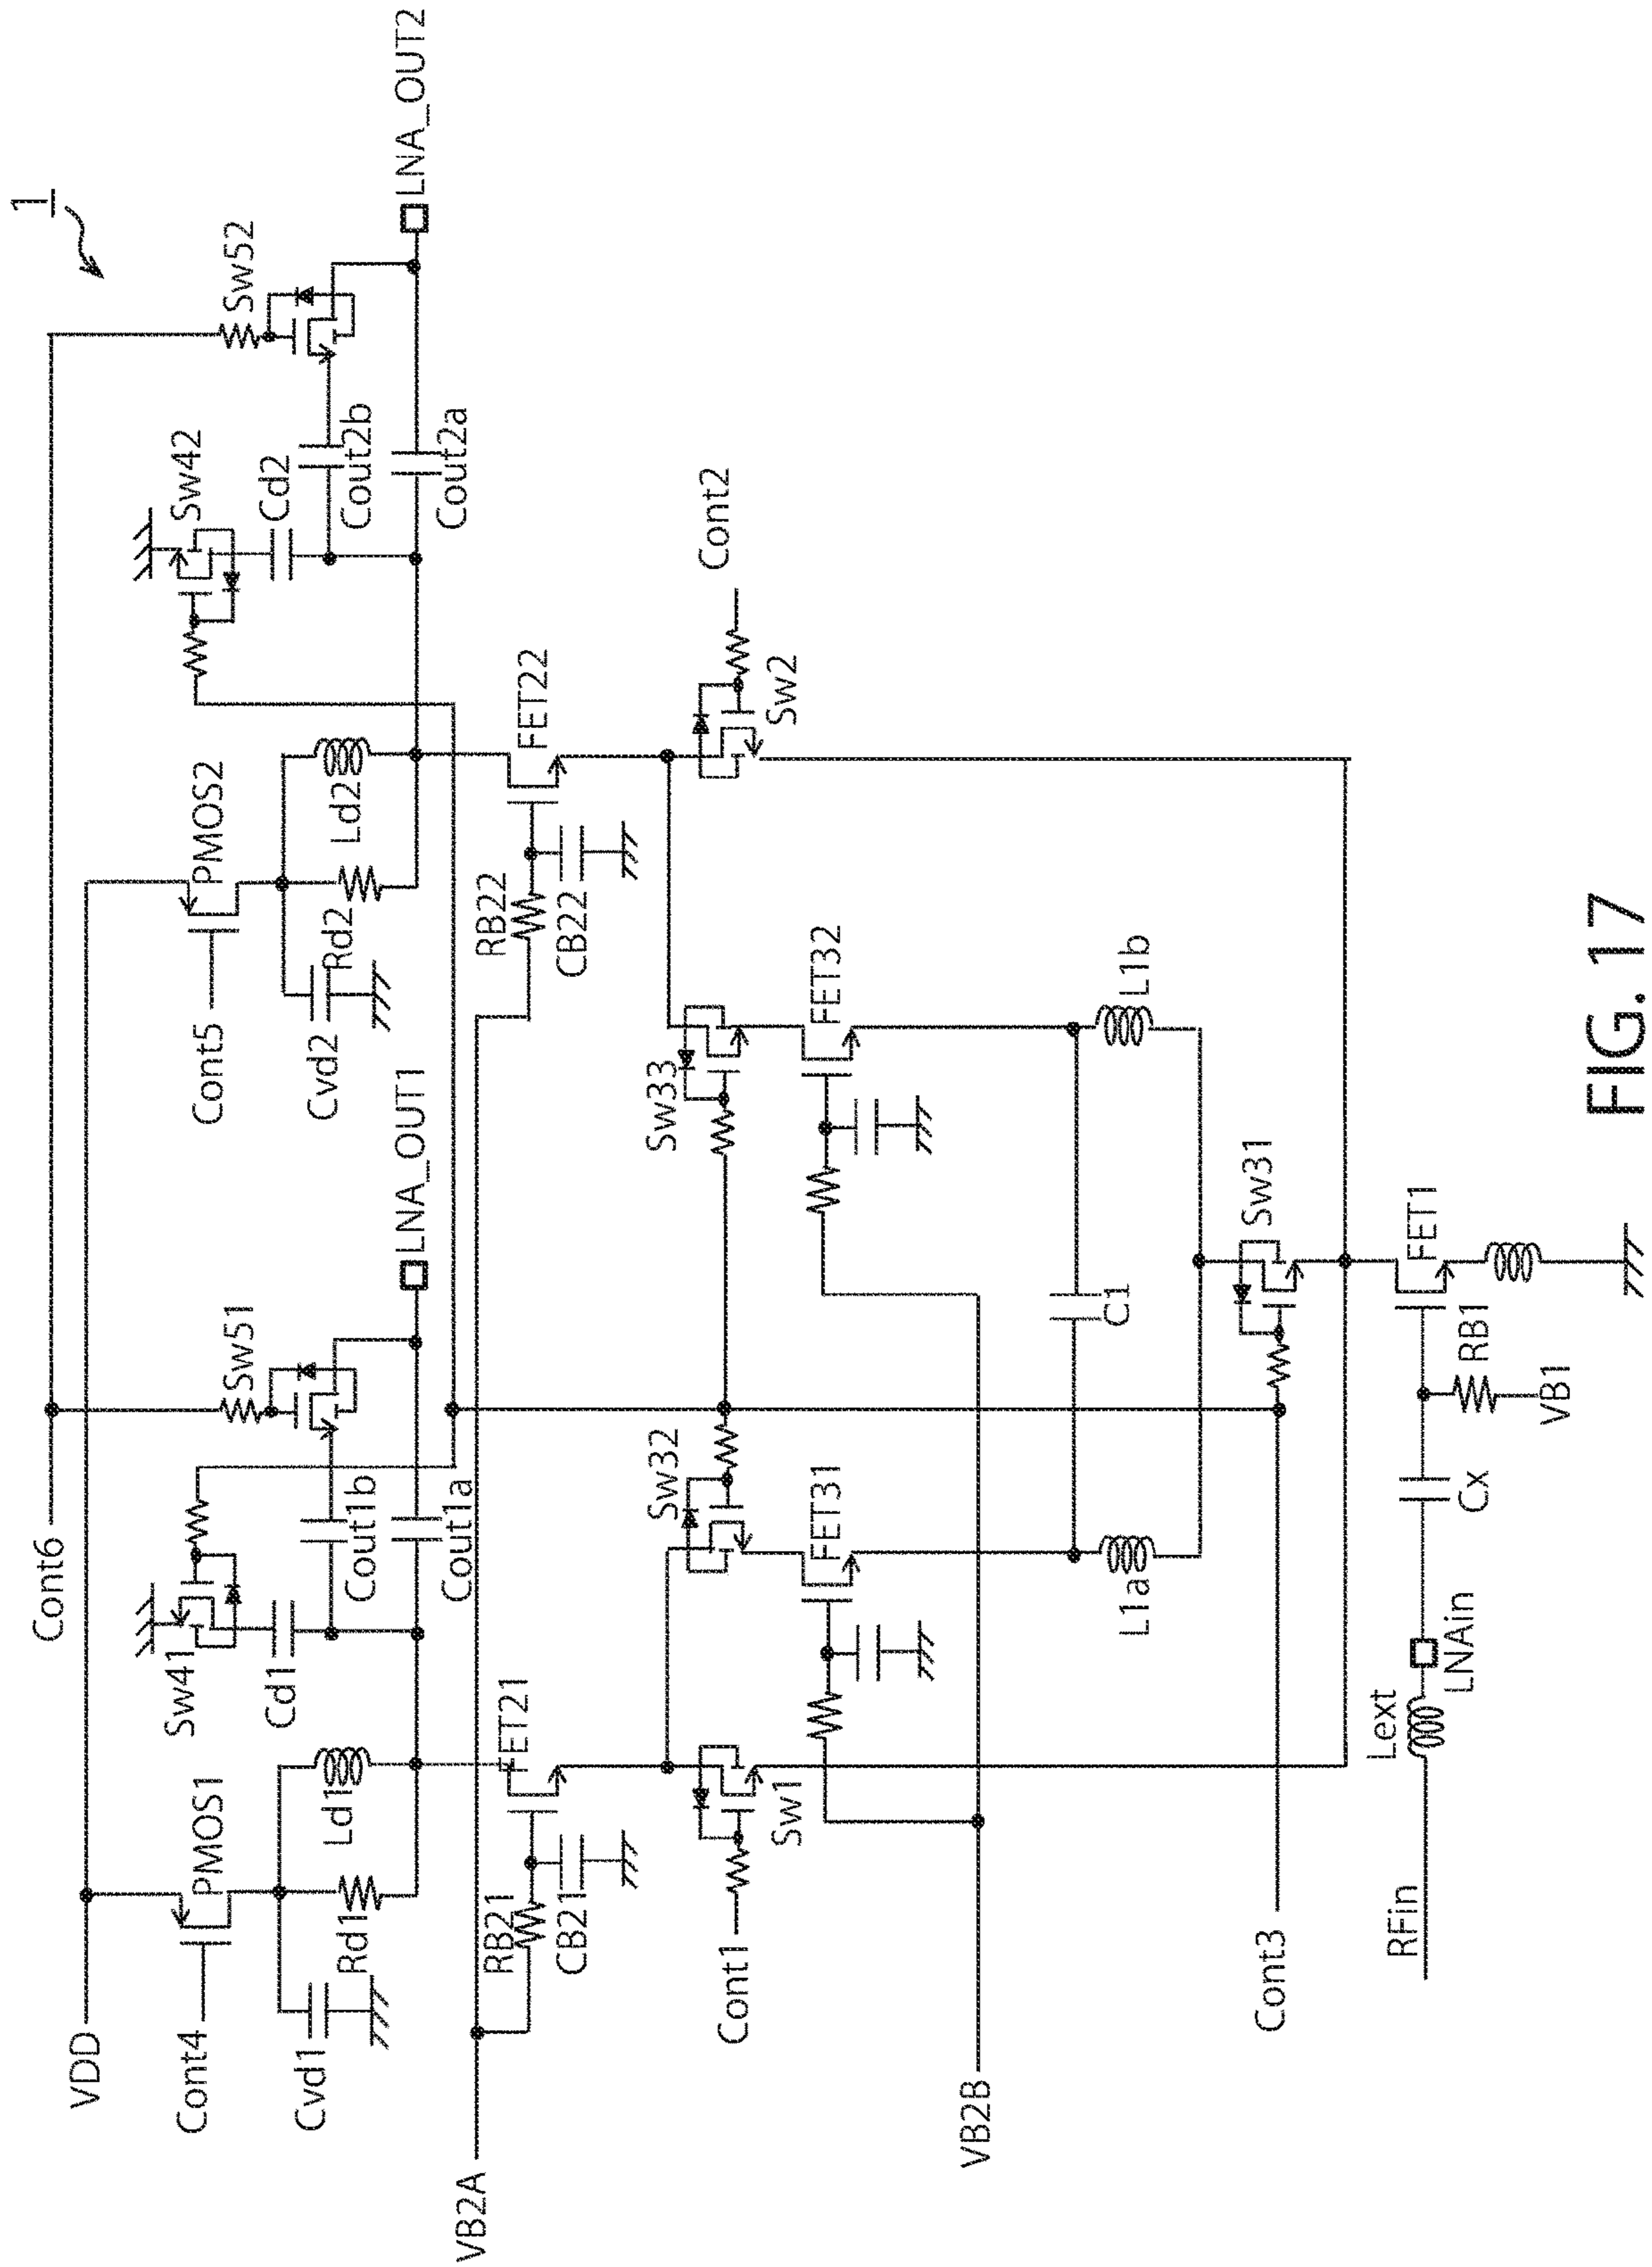 1
Cont6
VDD
Cont4
PMOS1
Cvd1
Rd1
Ld1
Sw41
Cd1
Cout1b
Cout1a
Sw51
LNA_OUT1
Cont5
PMOS2
Cvd2
Rd2
Ld2
Sw42
Cd2
Cout2b
Cout2a
Sw52
LNA_OUT2
VB2A
RB21
CB21
FET21
RB22
CB22
FET22
Cont1
Sw1
Sw32
Sw33
Sw2
Cont2
FET31
FET32
VB2B
L1a
C1
L1b
Cont3
Sw31
RFin
Lext
LNAin
Cx
RB1
VB1
FET1
FIG. 17